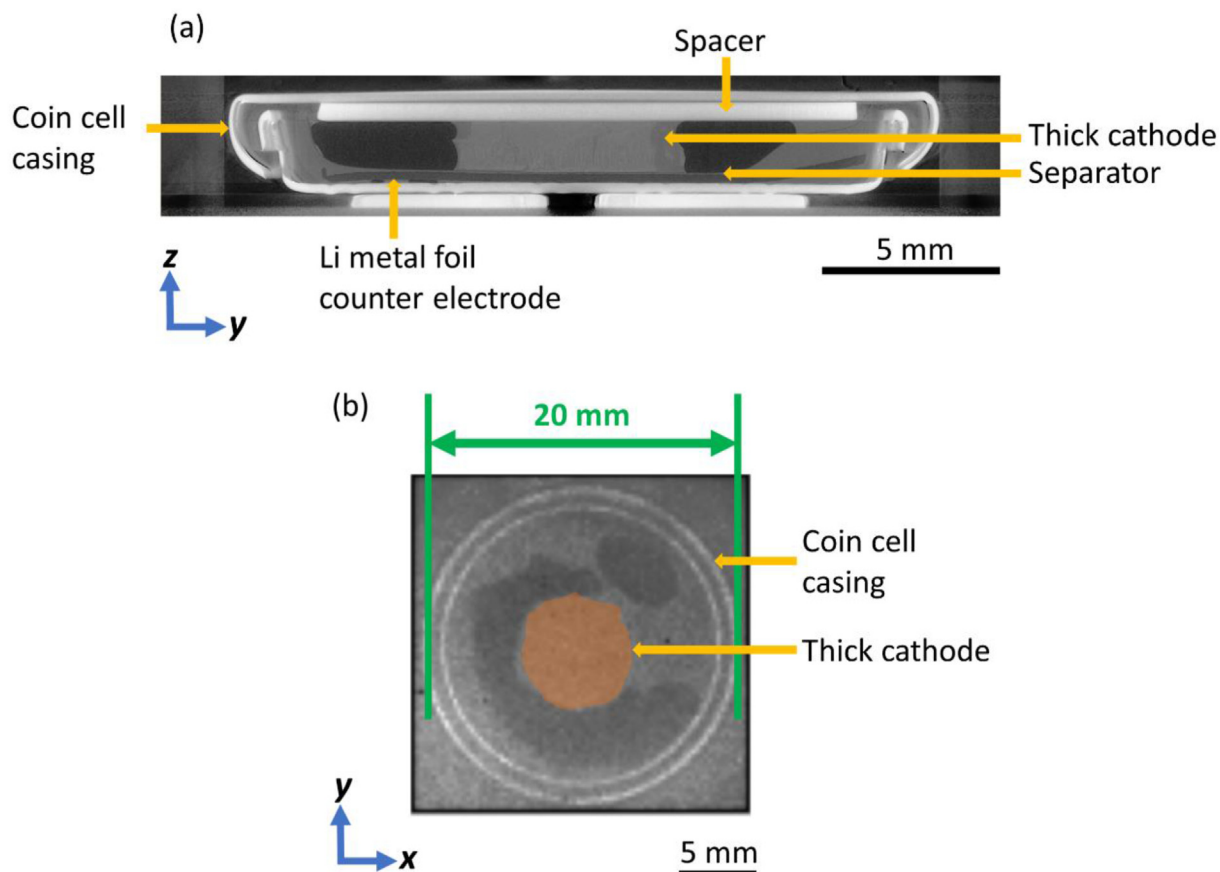 (a)
Spacer
Coin cell
casing
Thick cathode
Separator
Li metal foil
counter electrode
5 mm
z
y
(b)
20 mm
Coin cell
casing
Thick cathode
y
x
5 mm